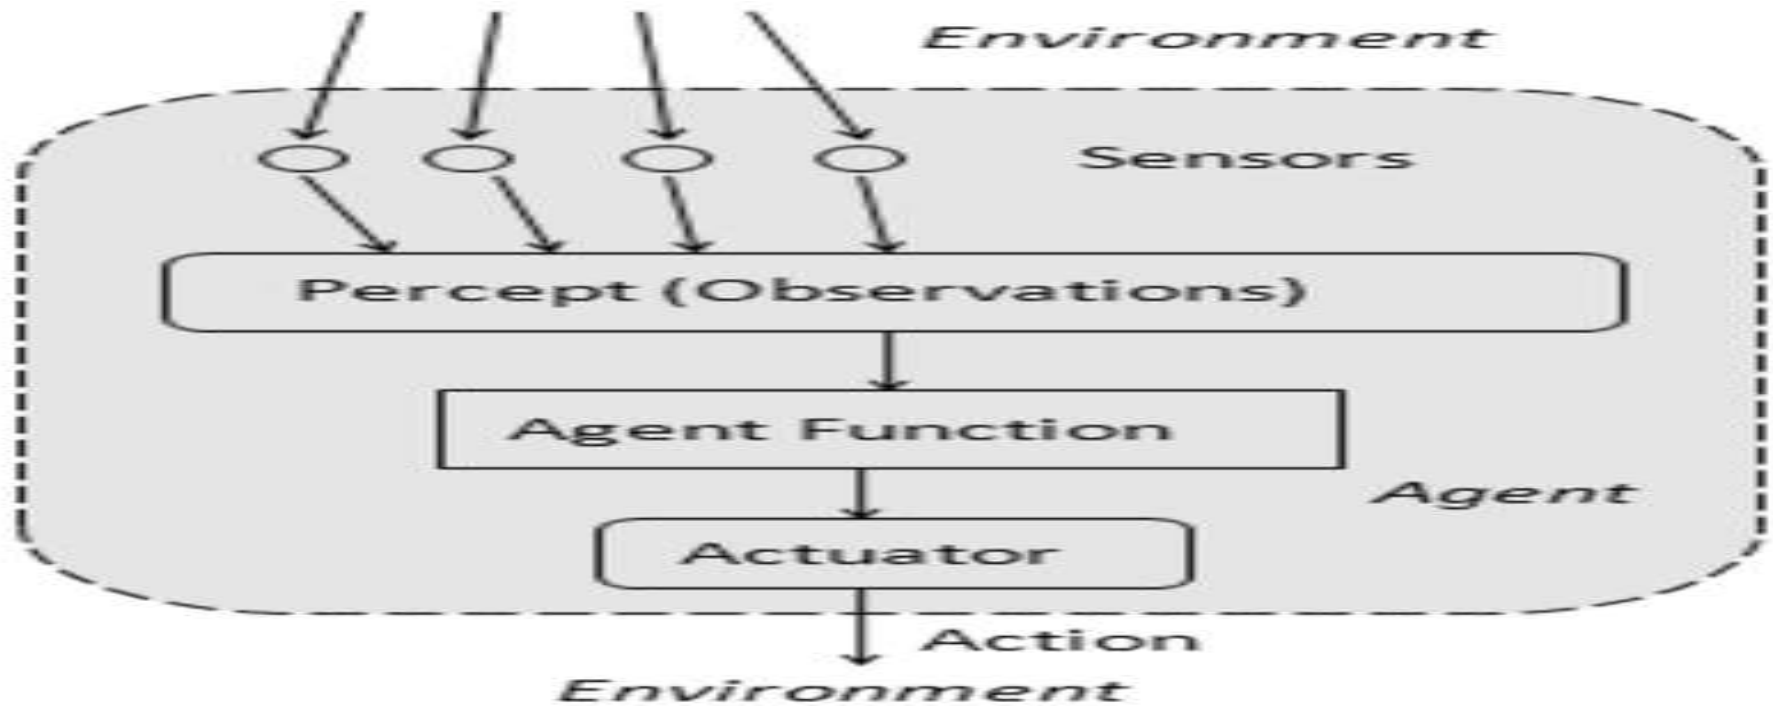 Environment
Sensors
Percept (Observations)
Agent Function
Agent
Actuator
Action
Environment